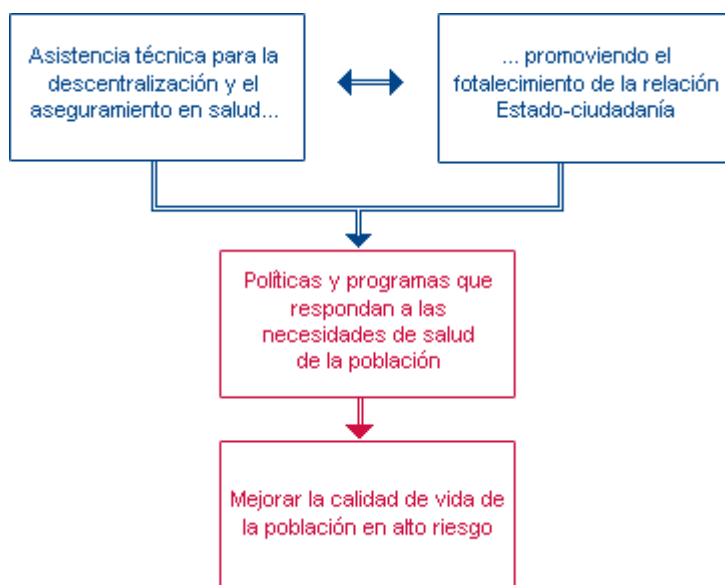 Asistencia técnica para la
descentralización y el
aseguramiento en salud...
... promoviendo el
fotalecimiento de la relación
Estado-ciudadanía
Políticas y programas que
respondan a las
necesidades de salud
de la población
Mejorar la calidad de vida de
la población en alto riesgo